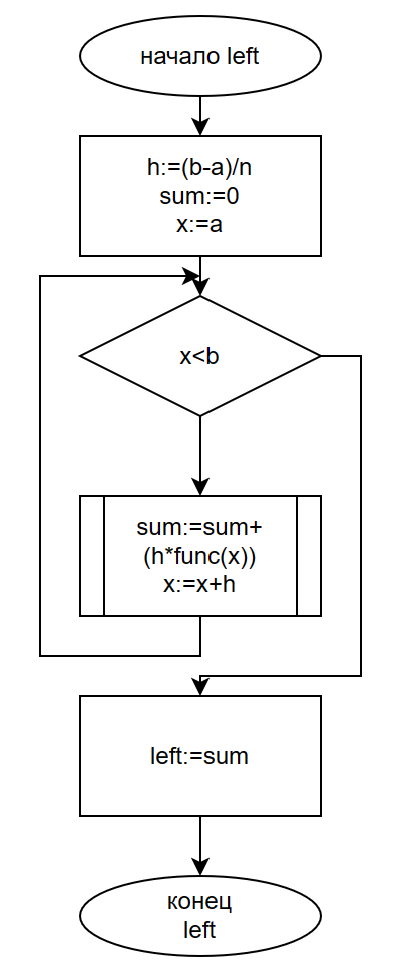 начало left
h:=(b-a)/n
sum:=0
x:=a
x<b
sum:=sum+
(h*func(x))
x:=x+h
left:=sum
конец
left